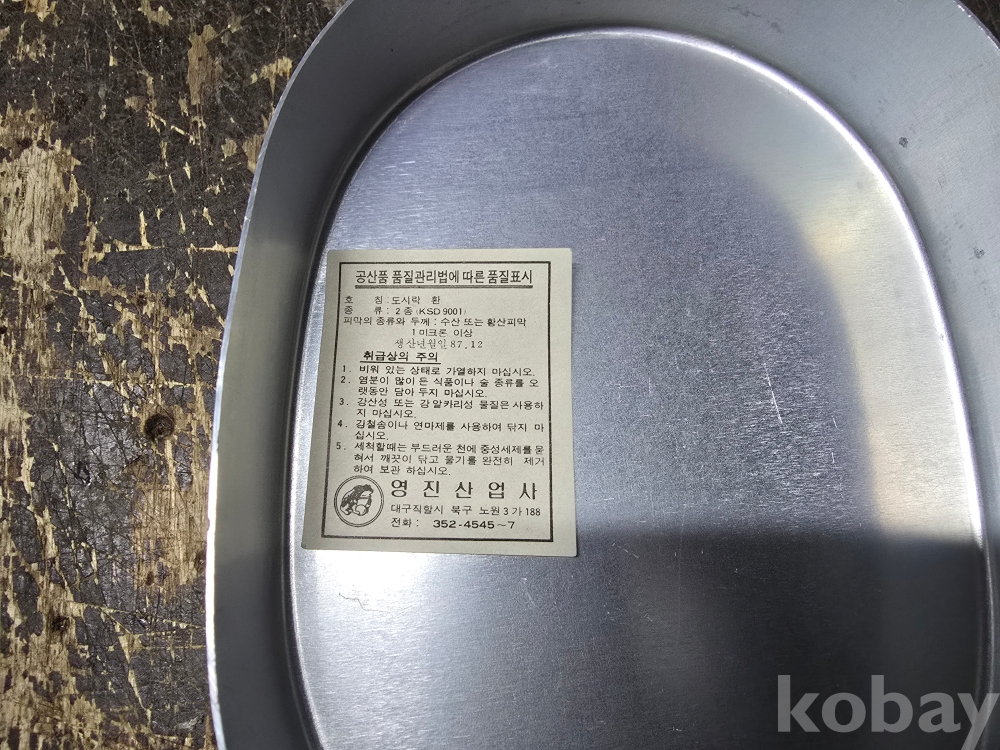 공산품 품질관리법에 따른 품질표시
호 칭 : 도시락 환
종 류 : 2 종 (KSD 9001)
피막의 종류와 두께 : 수산 또는 황산피막
1 미크론 이상
생산년월일 87.12
취급상의 주의
1. 비워 있는 상태로 가열하지 마십시오.
2. 염분이 많이 든 식품이나 술 종류를 오
랫동안 담아 두지 마십시오.
3. 강산성 또는 강알카리성 물질은 사용하
지 마십시오.
4. 깅철솜이나 연마제를 사용하여 닦지 마
십시오.
5. 세척할때는 부드러운 천에 중성세제를 묻
혀서 깨끗이 닦고 물기를 완전히 제거
하여 보관 하십시오.
영진산업사
대구직할시 북구 노원 3 가 188
전화 : 352-4545~7
kobay